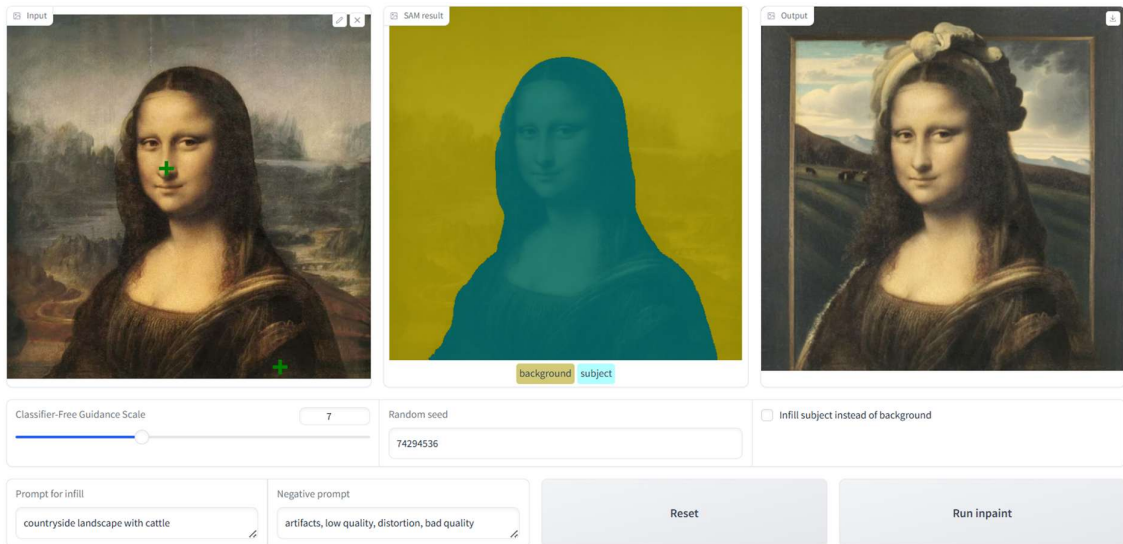 Input
SAM result
Output
background subject
Classifier-Free Guidance Scale
7
Random seed
74294536
Infill subject instead of background
Prompt for infill
countryside landscape with cattle
Negative prompt
artifacts, low quality, distortion, bad quality
Reset
Run inpaint